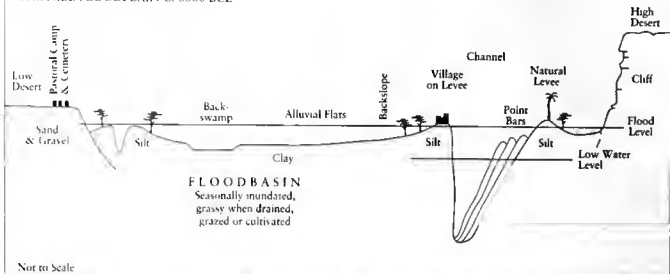 High
Desert
Pastoral Camp
& Cemetery
Low
Desert
Channel
Backslope
Village
on Levee
Natural
Levee
Cliff
Back-
swamp
Alluvial Flats
Point
Bars
Flood
Level
Sand
& Gravel
Silt
Silt
Silt
Clay
Low Water
Level
FLOODBASIN
Seasonally inundated,
grassy when drained,
grazed or cultivated
Not to Scale